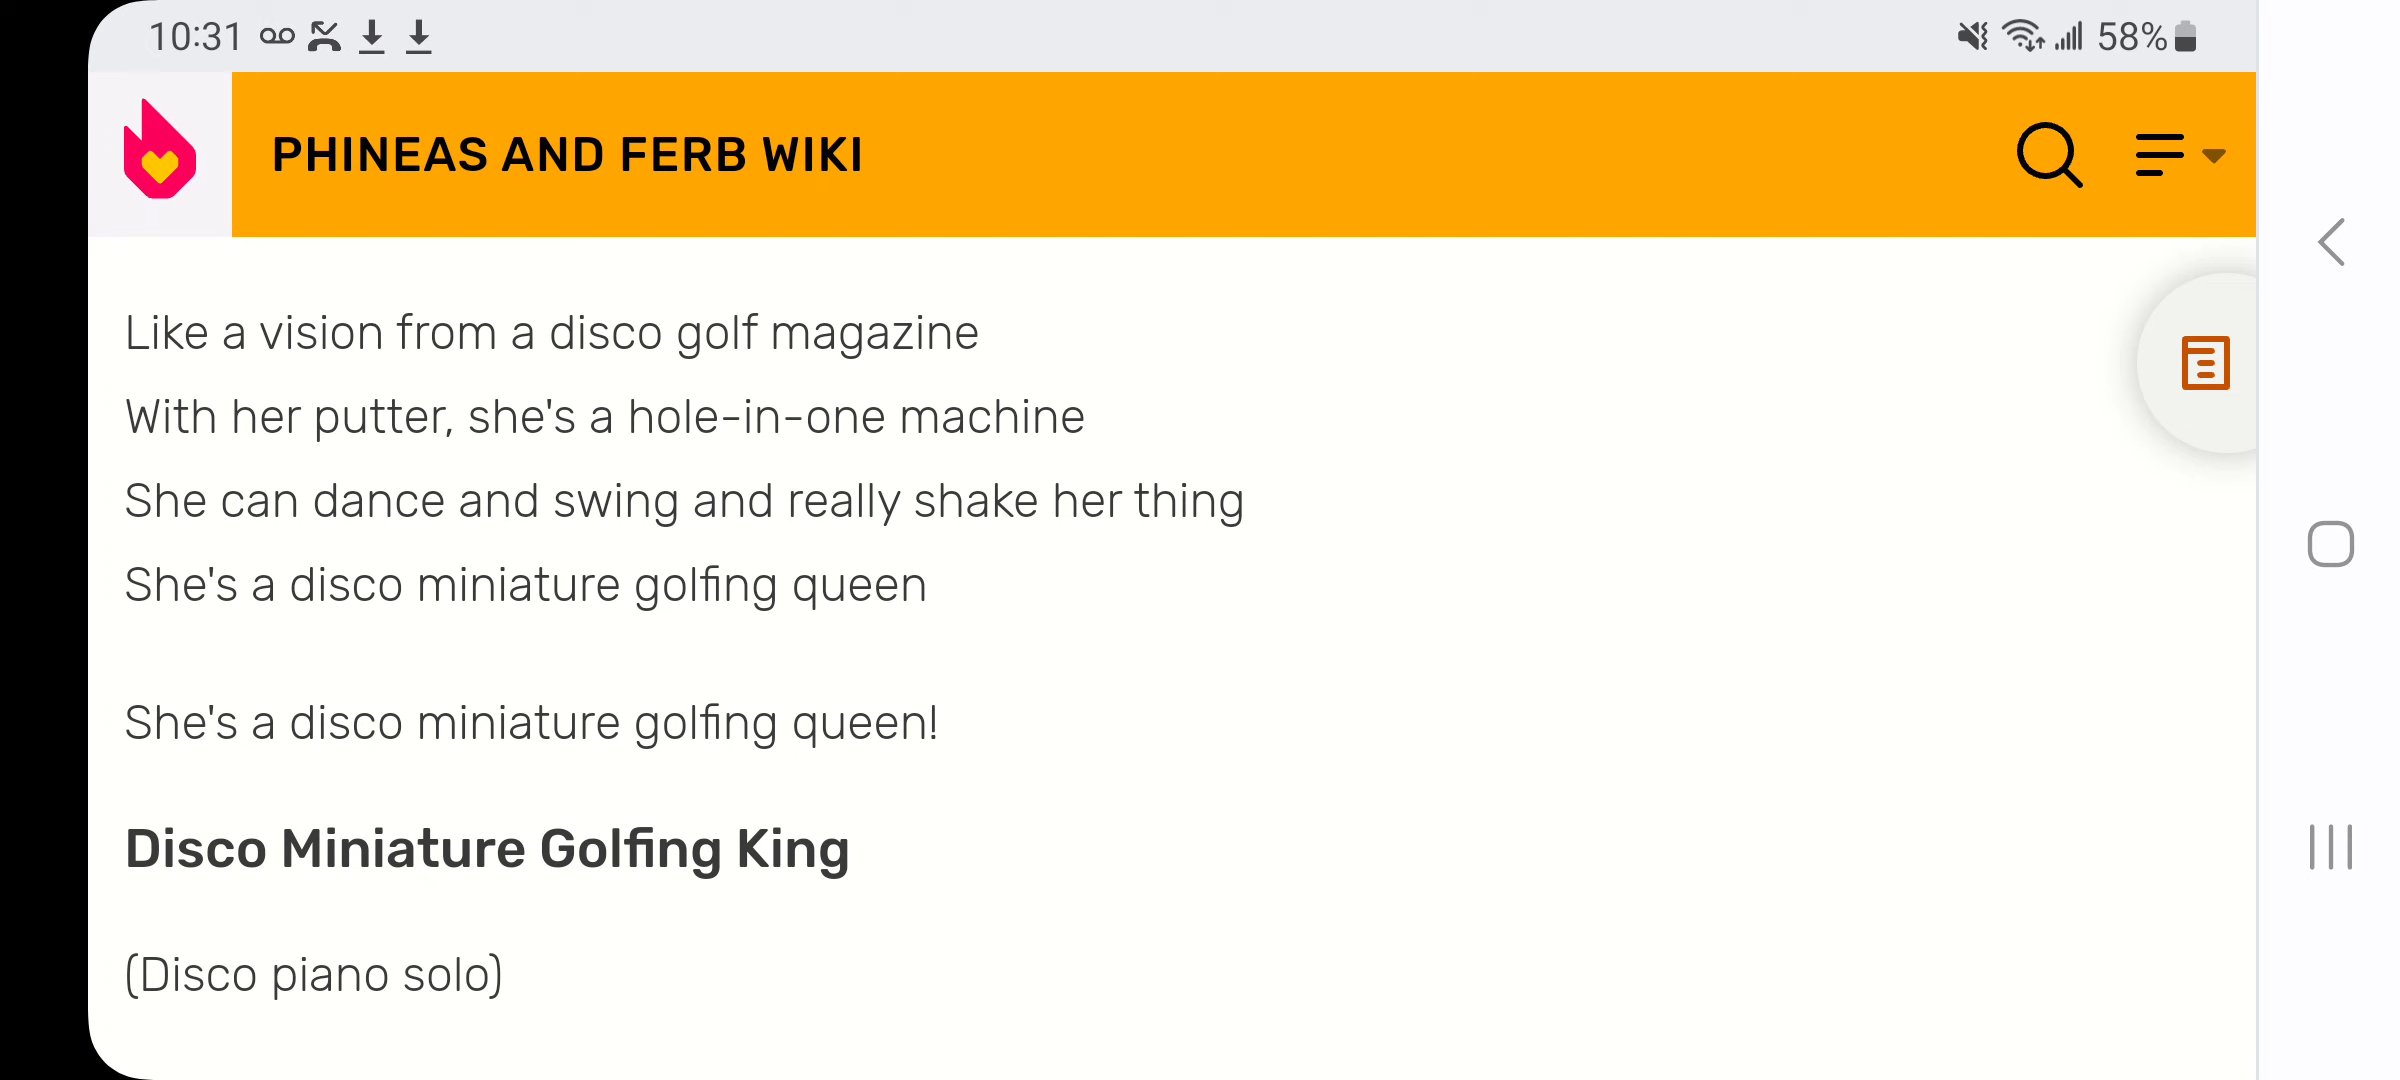 10:31
58%
PHINEAS AND FERB WIKI
Like a vision from a disco golf magazine
With her putter, she's a hole-in-one machine
She can dance and swing and really shake her thing
She's a disco miniature golfing queen
She's a disco miniature golfing queen!
Disco Miniature Golfing King
(Disco piano solo)